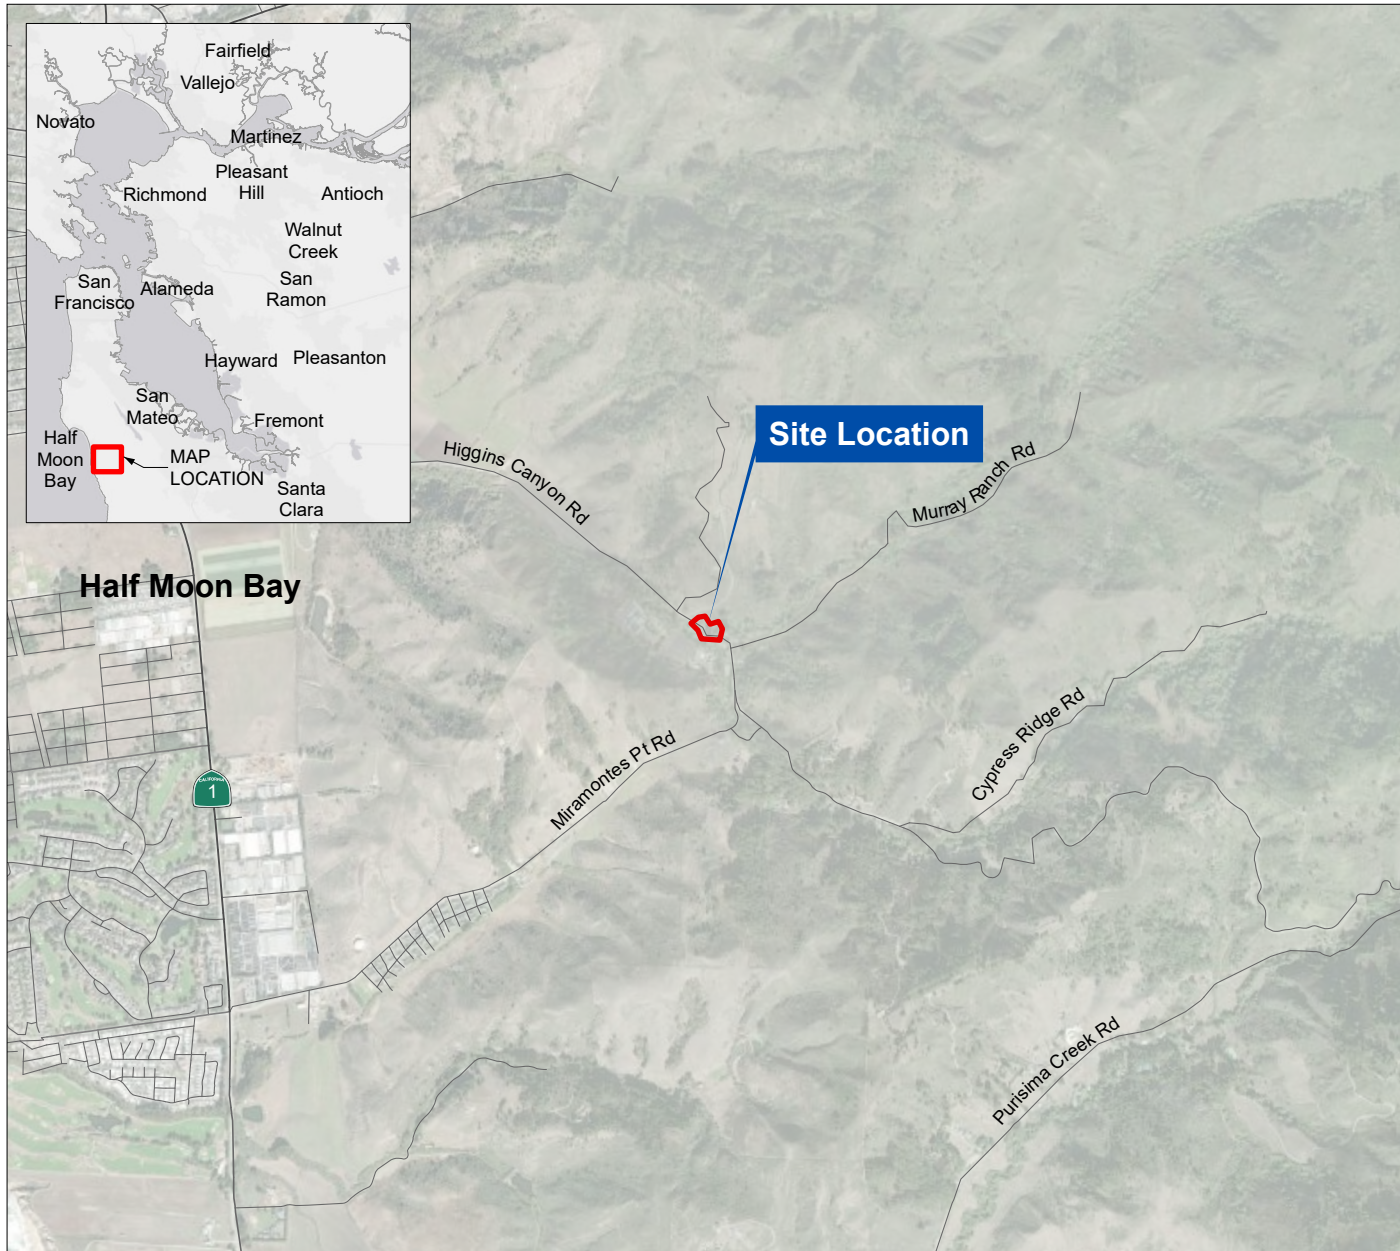 Fairfield
Vallejo
Novato
Martinez
Pleasant
Hill
Richmond
Antioch
Walnut
Creek
San
Francisco
Alameda
San
Ramon
Hayward
Pleasanton
San
Mateo
Fremont
Half
Moon
Bay
MAP
LOCATION
Santa
Clara
Site Location
Higgins Canyon Rd
Murray Ranch Rd
Half Moon Bay
Cypress Ridge Rd
Miramontes Pt Rd
CALIFORNIA
1
Purisima Creek Rd